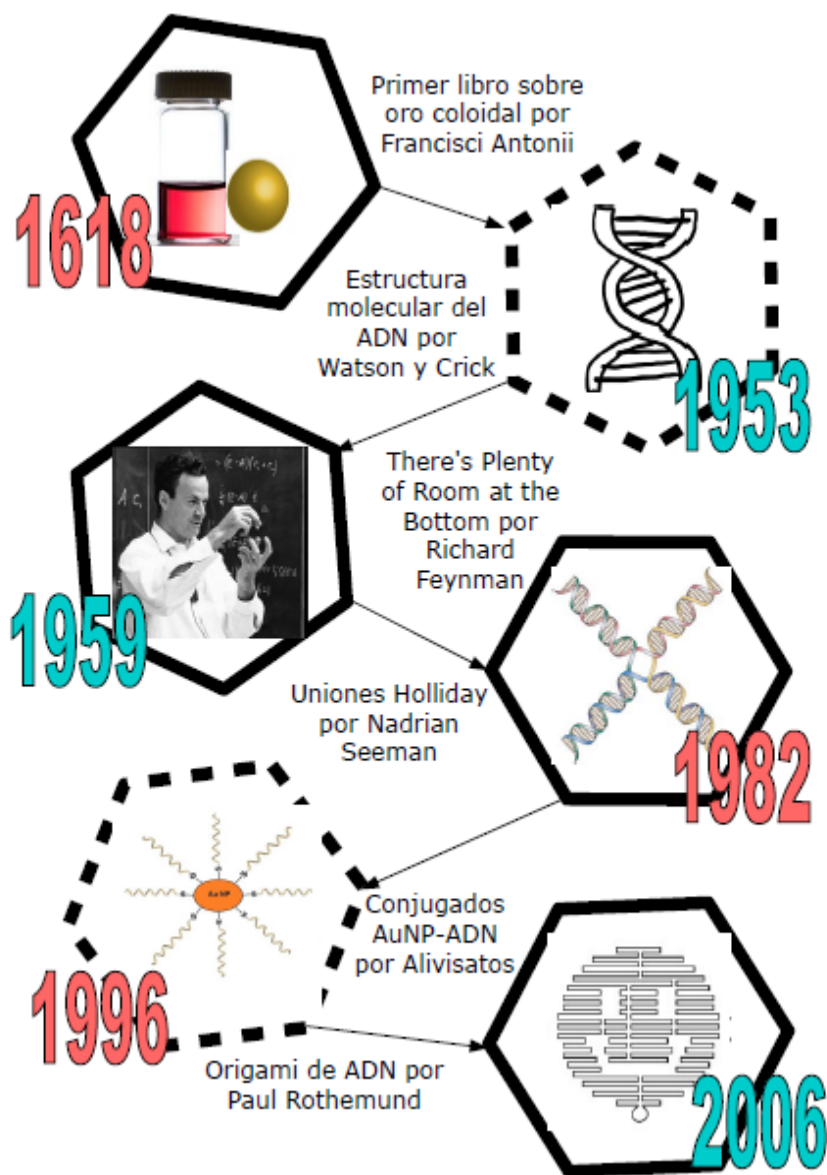 Primer libro sobre
oro coloidal por
Francisci Antonii
1618
Estructura
molecular del
ADN por
Watson y Crick
1953
There's Plenty
of Room at the
Bottom por
Richard
Feynman
1959
Uniones Holliday
por Nadrian
Seeman
1982
Au NP
Conjugados
AuNP-ADN
por Alivisatos
1996
Origami de ADN por
Paul Rothemund
2006